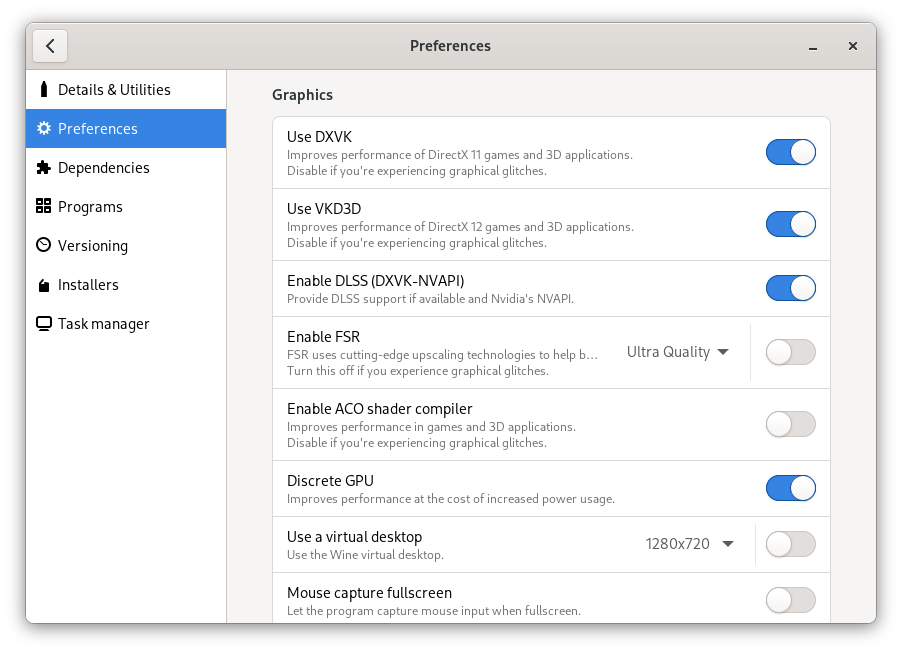 Preferences
Details & Utilities
Preferences
Dependencies
Programs
Versioning
Installers
Task manager
Graphics
Use DXVK
Improves performance of DirectX 11 games and 3D applications.
Disable if you're experiencing graphical glitches.
Use VKD3D
Improves performance of DirectX 12 games and 3D applications.
Disable if you're experiencing graphical glitches.
Enable DLSS (DXVK-NVAPI)
Provide DLSS support if available and Nvidia's NVAPI.
Enable FSR
FSR uses cutting-edge upscaling technologies to help b...
Turn this off if you experience graphical glitches.
Ultra Quality
Enable ACO shader compiler
Improves performance in games and 3D applications.
Disable if you're experiencing graphical glitches.
Discrete GPU
Improves performance at the cost of increased power usage.
Use a virtual desktop
Use the Wine virtual desktop.
1280x720
Mouse capture fullscreen
Let the program capture mouse input when fullscreen.